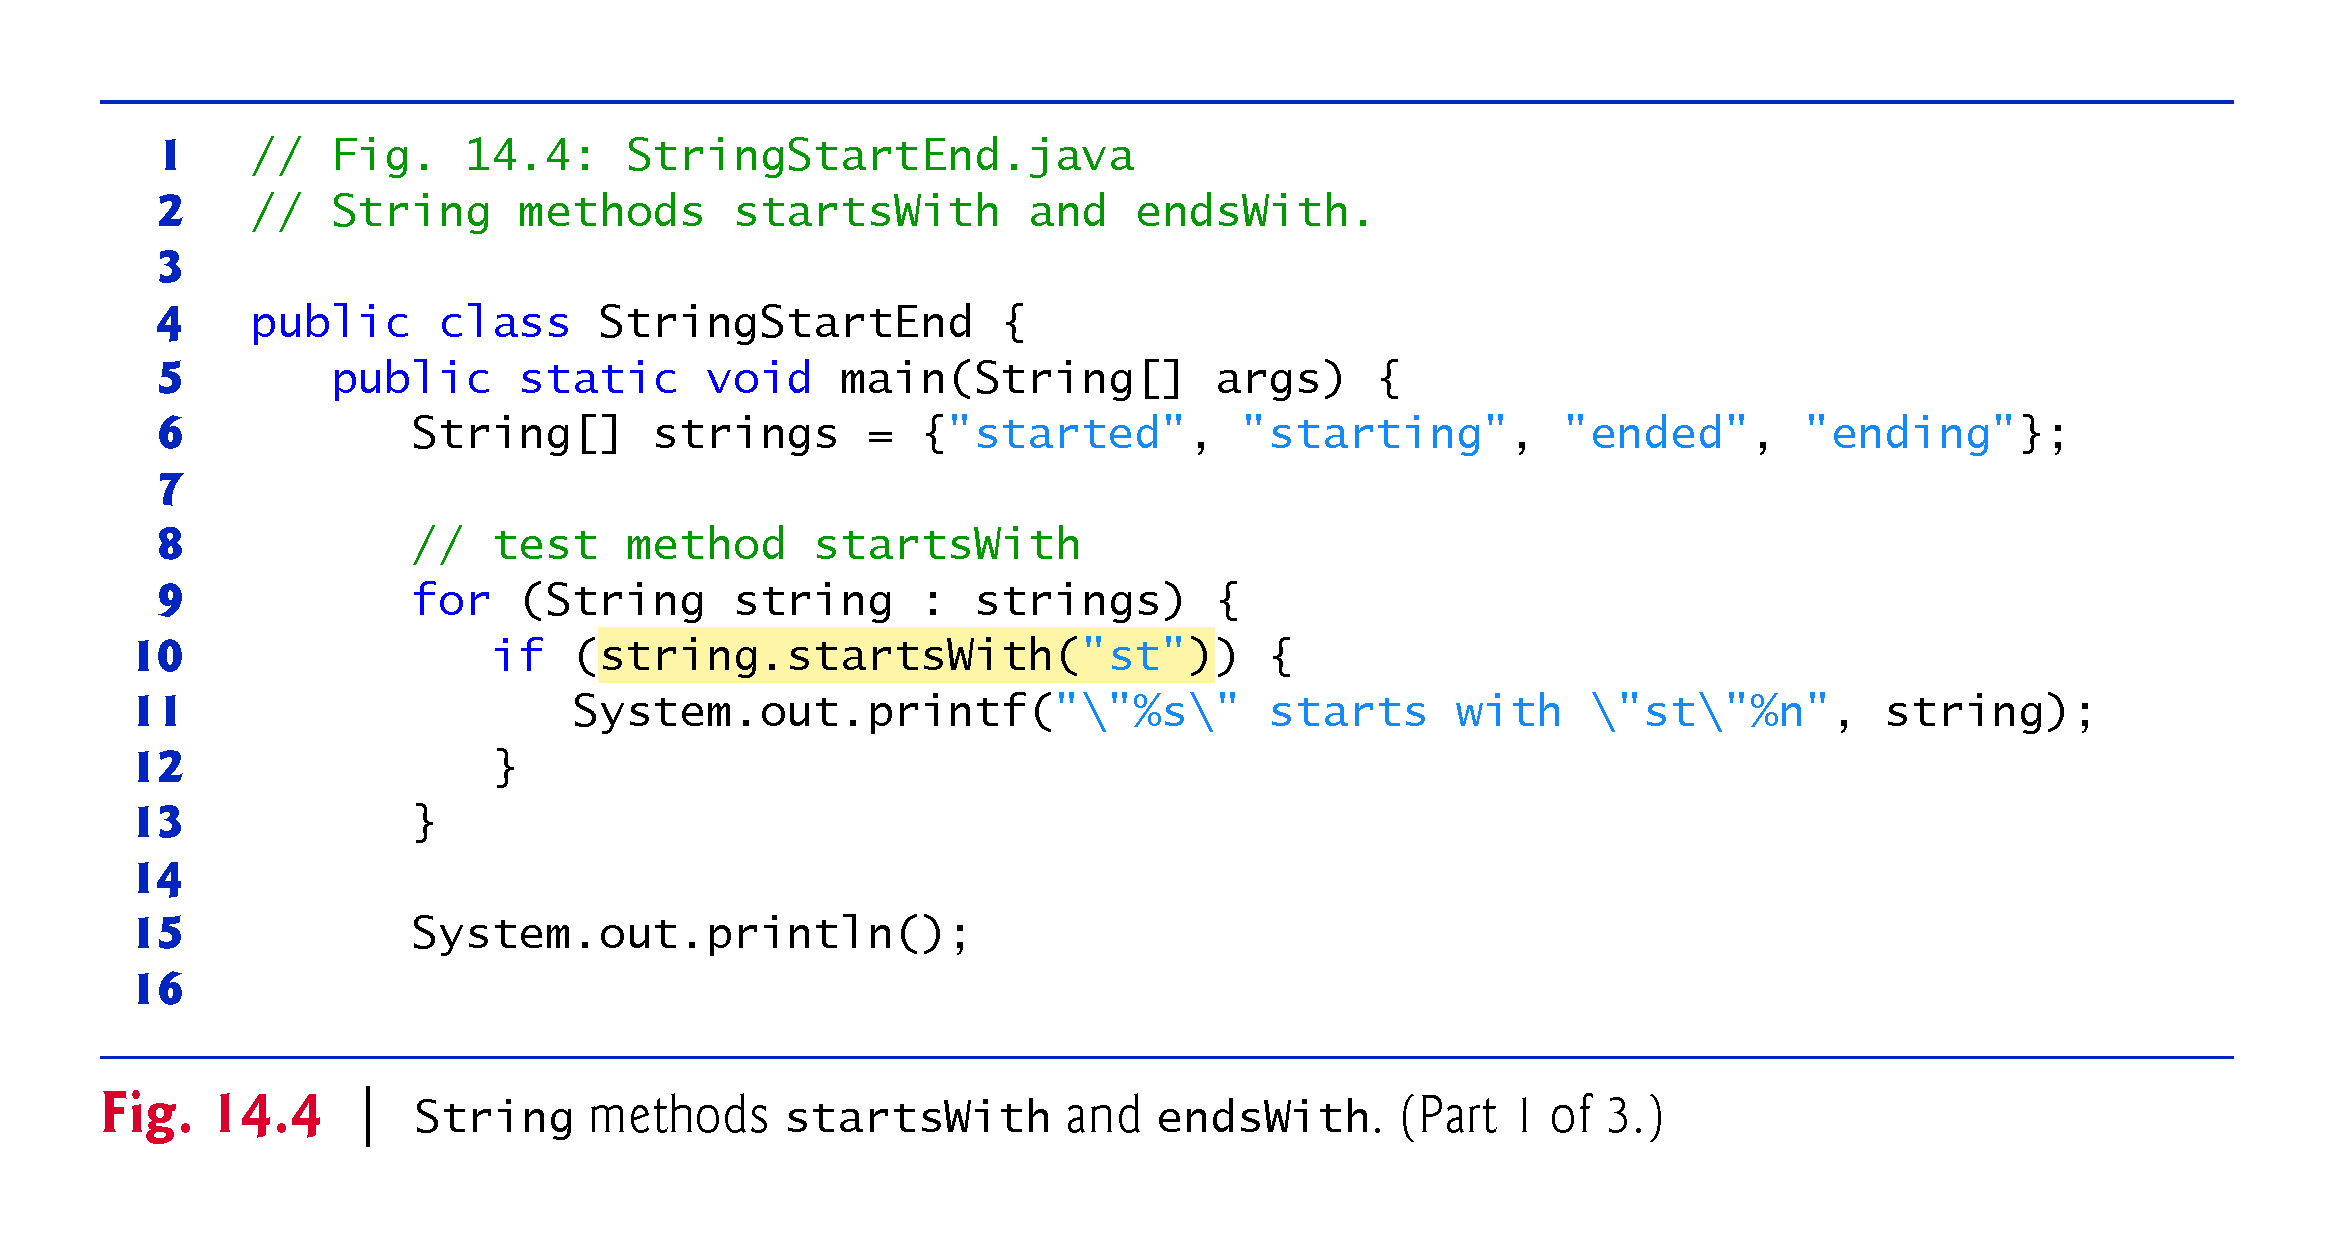 1 // Fig. 14.4: StringStartEnd.java
2 // String methods startsWith and endsWith.
3
4 public class StringStartEnd {
5    public static void main(String[] args) {
6       String[] strings = {"started", "starting", "ended", "ending"};
7
8       // test method startsWith
9       for (String string : strings) {
10          if (string.startsWith("st")) {
11             System.out.printf("\"%s\" starts with \"st\"%n", string);
12          }
13       }
14
15       System.out.println();
16
Fig. 14.4 | String methods startsWith and endsWith. (Part 1 of 3.)